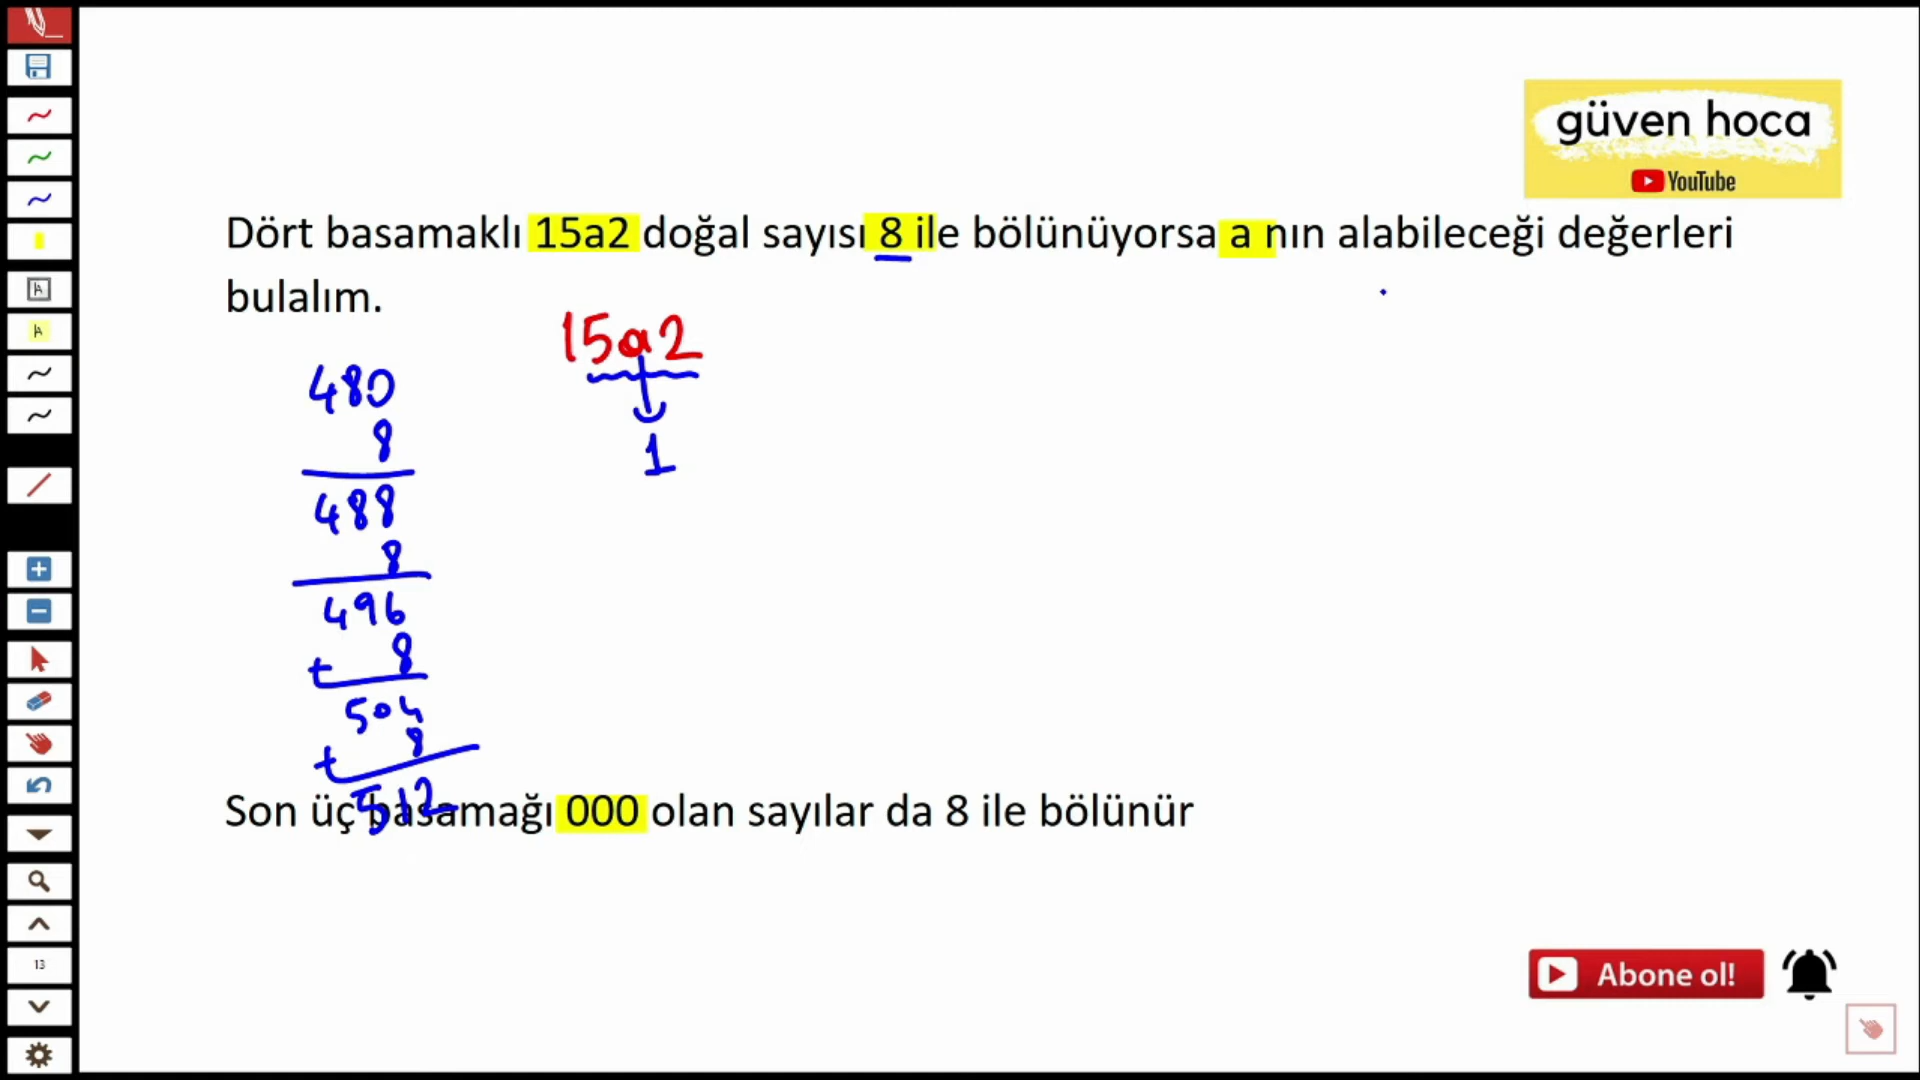 güven hoca
YouTube
Dört basamaklı 15a2 doğal sayısı 8 ile bölünüyorsa a nın alabileceği değerleri
bulalım.
15a2
1
480
8
488
8
496
+ 8
504
+ 8
512
Son üç basamağı 000 olan sayılar da 8 ile bölünür
Abone ol!
13